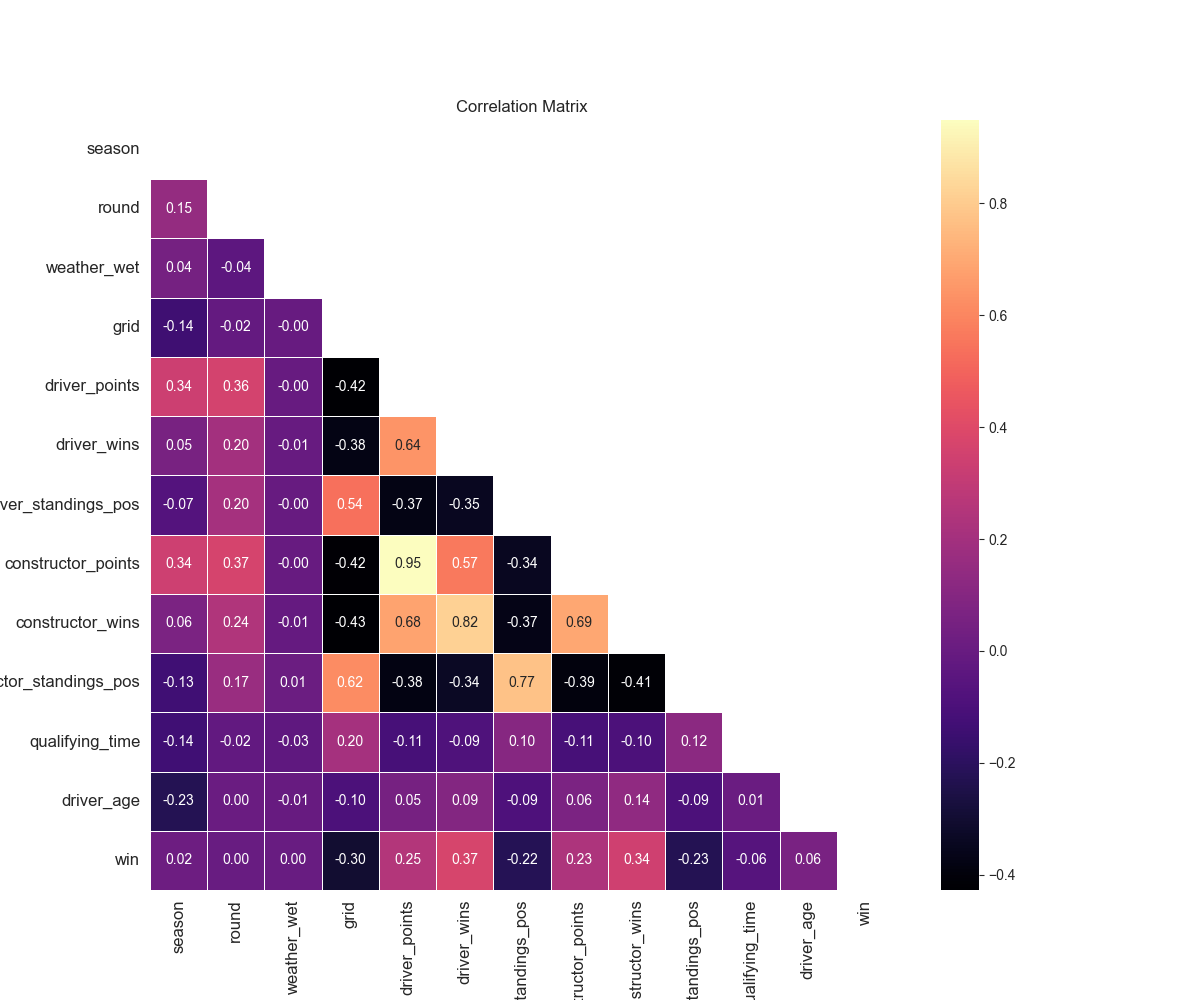 Correlation Matrix
season
round 0.15
weather_wet 0.04 -0.04
grid -0.14 -0.02 -0.00
driver_points 0.34 0.36 -0.00 -0.42
driver_wins 0.05 0.20 -0.01 -0.38 0.64
ver_standings_pos -0.07 0.20 -0.00 0.54 -0.37 -0.35
constructor_points 0.34 0.37 -0.00 -0.42 0.95 0.57 -0.34
constructor_wins 0.06 0.24 -0.01 -0.43 0.68 0.82 -0.37 0.69
ctor_standings_pos -0.13 0.17 0.01 0.62 -0.38 -0.34 0.77 -0.39 -0.41
qualifying_time -0.14 -0.02 -0.03 0.20 -0.11 -0.09 0.10 -0.11 -0.10 0.12
driver_age -0.23 0.00 -0.01 -0.10 0.05 0.09 -0.09 0.06 0.14 -0.09 0.01
win 0.02 0.00 0.00 -0.30 0.25 0.37 -0.22 0.23 0.34 -0.23 -0.06 0.06
season
round
weather_wet
grid
driver_points
driver_wins
tandings_pos
tructor_points
structor_wins
tandings_pos
ualifying_time
driver_age
win
0.8
0.6
0.4
0.2
0.0
−0.2
−0.4